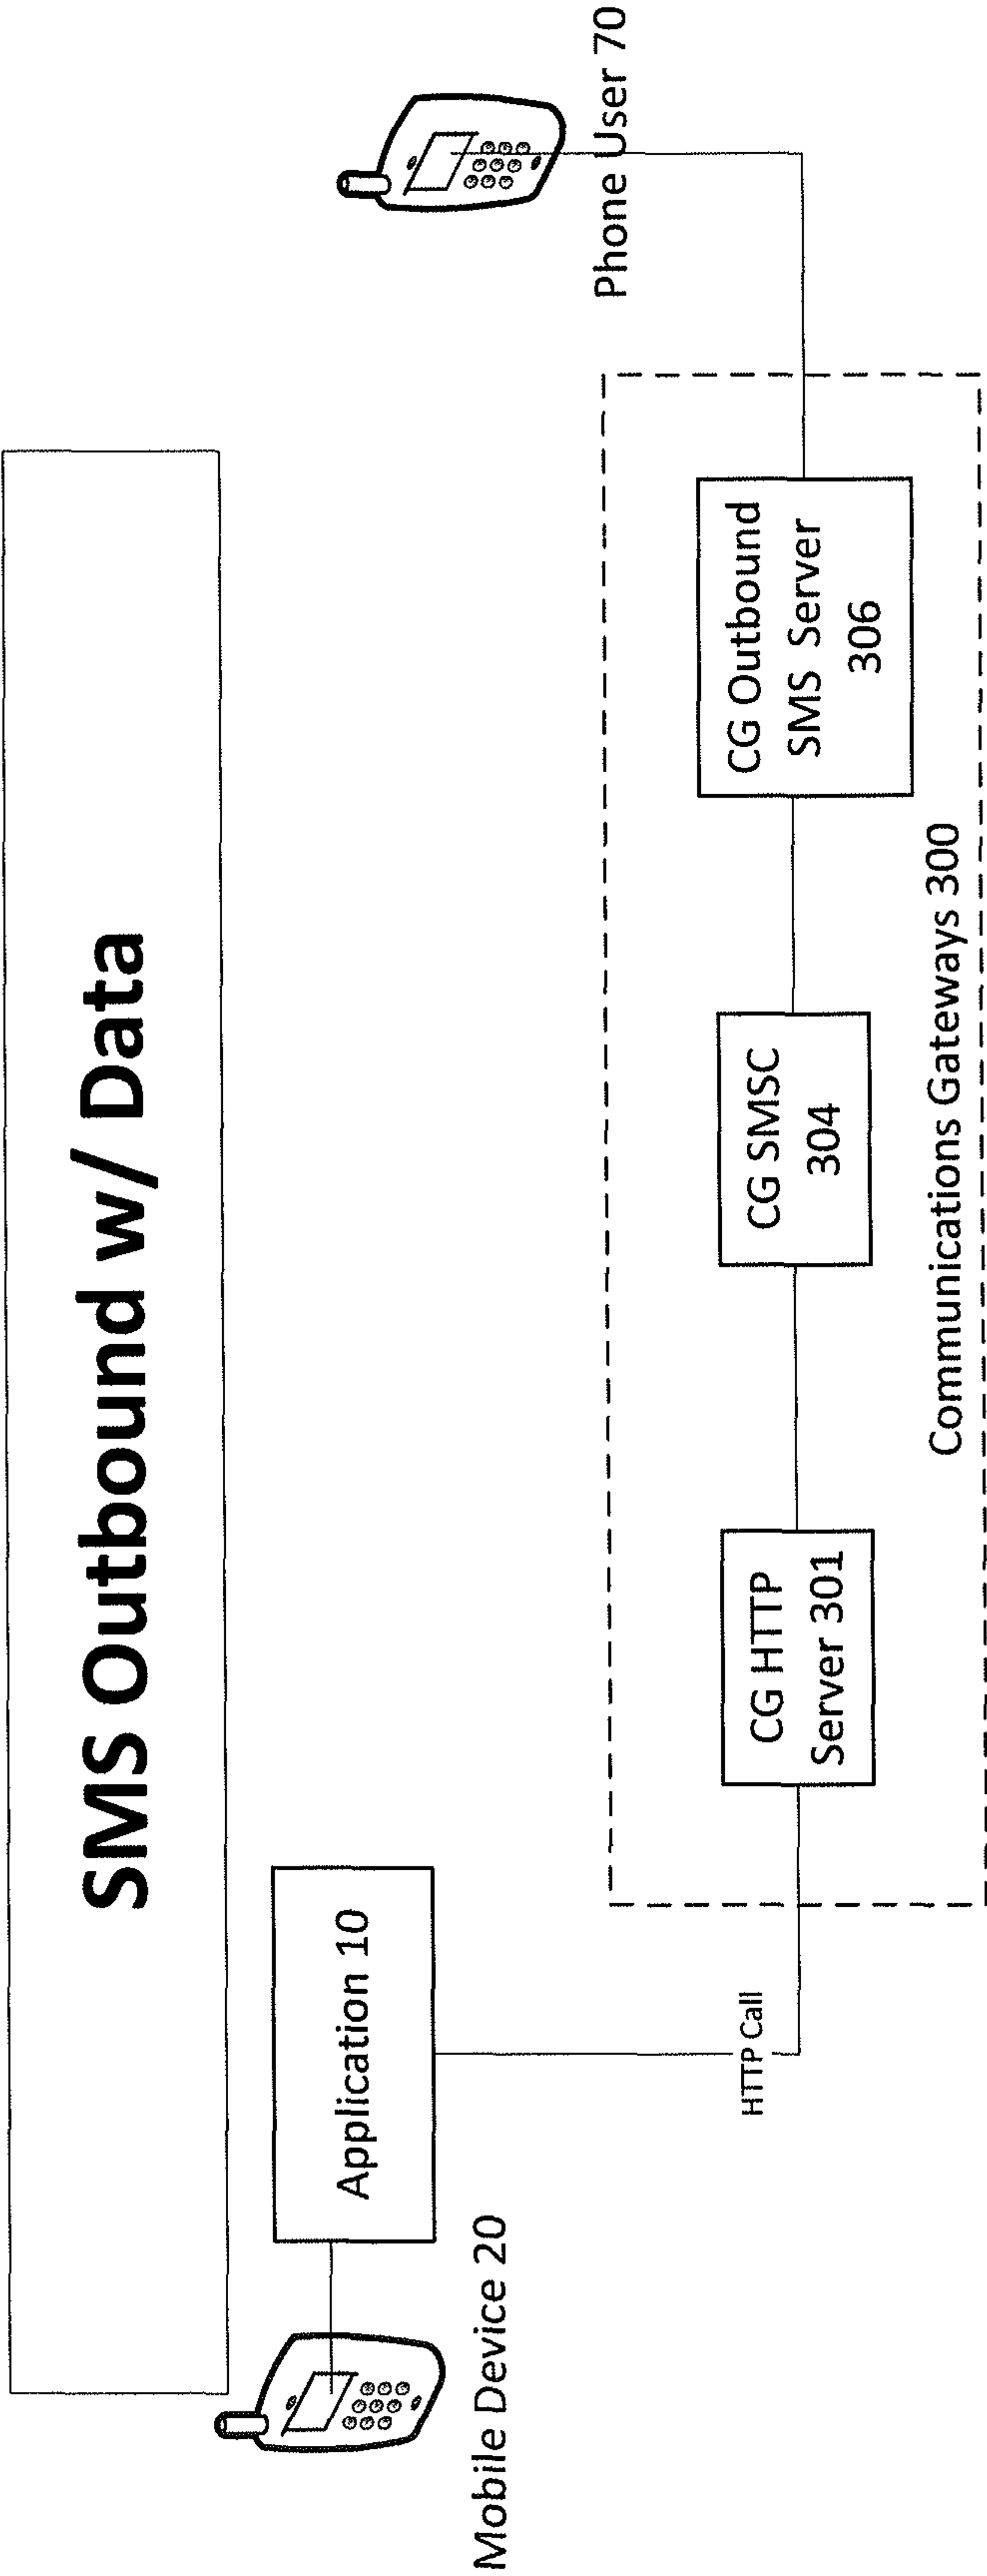 SMS Outbound w/ Data
Mobile Device 20
Application 10
HTTP Call
Phone User 70
CG HTTP
Server 301
CG SMSC
304
CG Outbound
SMS Server
306
Communications Gateways 300